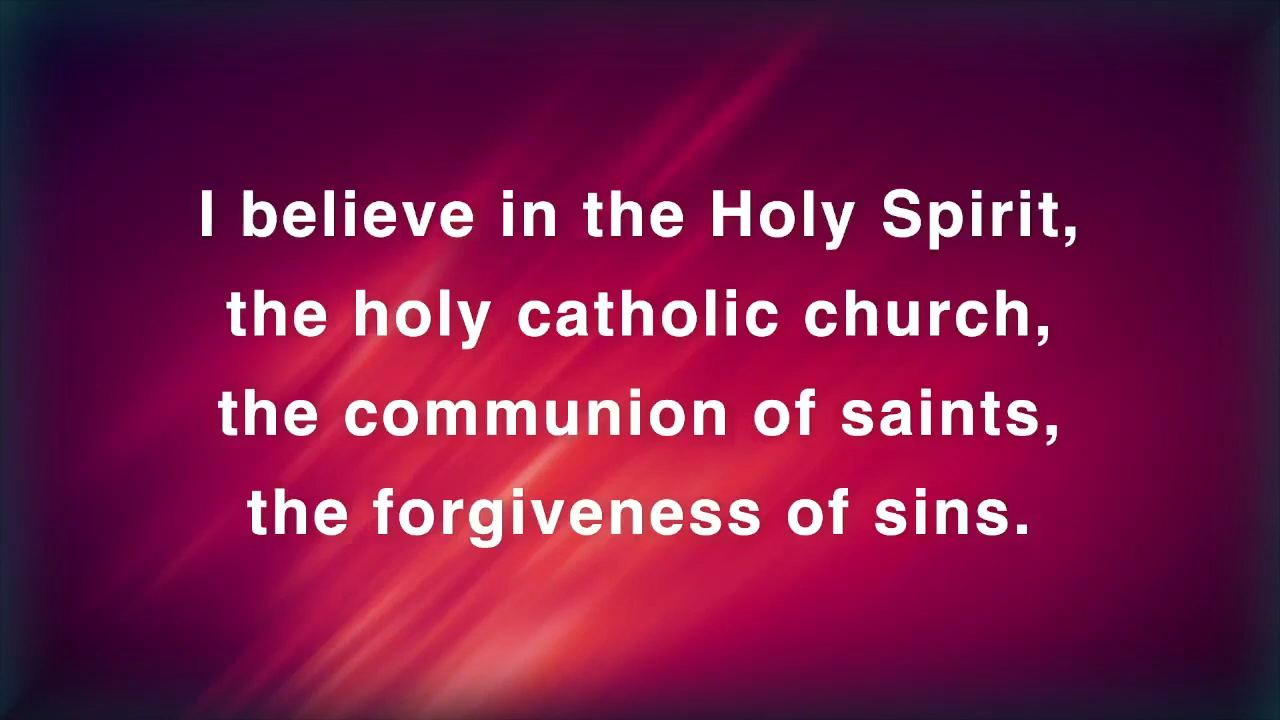 I believe in the Holy Spirit,
the holy catholic church,
the communion of saints,
the forgiveness of sins.